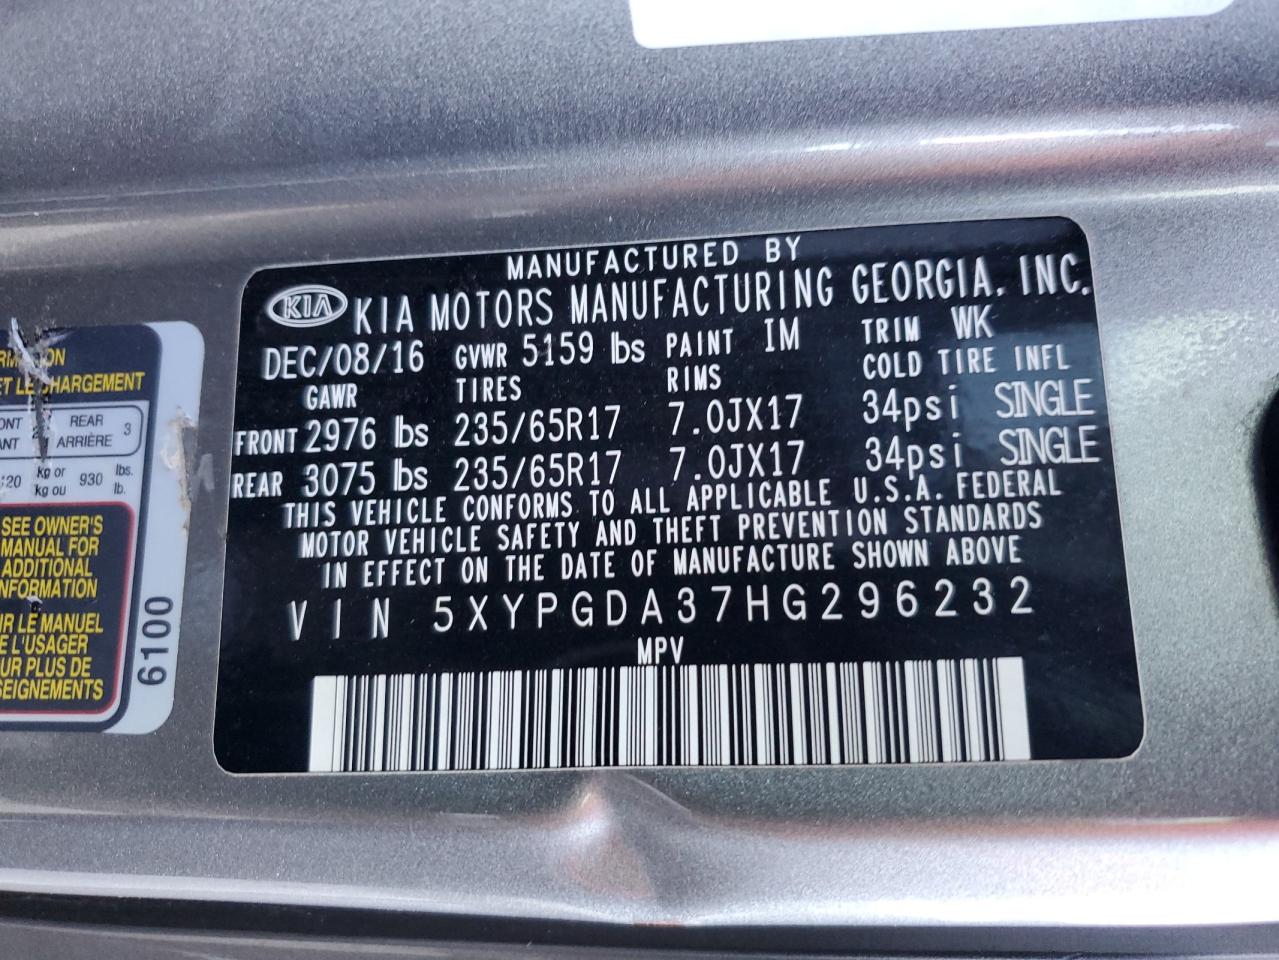 MANUFACTURED BY
KIA KIA MOTORS MANUFACTURING GEORGIA, INC.
DEC/08/16 GVWR 5159 lbs PAINT IM TRIM WK
GAWR TIRES RIMS COLD TIRE INFL
FRONT 2976 lbs 235/65R17 7.0JX17 34psi SINGLE
REAR 3075 lbs 235/65R17 7.0JX17 34psi SINGLE
THIS VEHICLE CONFORMS TO ALL APPLICABLE U.S.A. FEDERAL
MOTOR VEHICLE SAFETY AND THEFT PREVENTION STANDARDS
IN EFFECT ON THE DATE OF MANUFACTURE SHOWN ABOVE
VIN 5XYPGDA37HG296232
MPV
ET LE CHARGEMENT
REAR 3
ARRIÈRE
kg or 930 lbs.
kg ou lb.
SEE OWNER'S
MANUAL FOR
ADDITIONAL
INFORMATION
LE MANUEL
L'USAGER
PLUS DE
6100